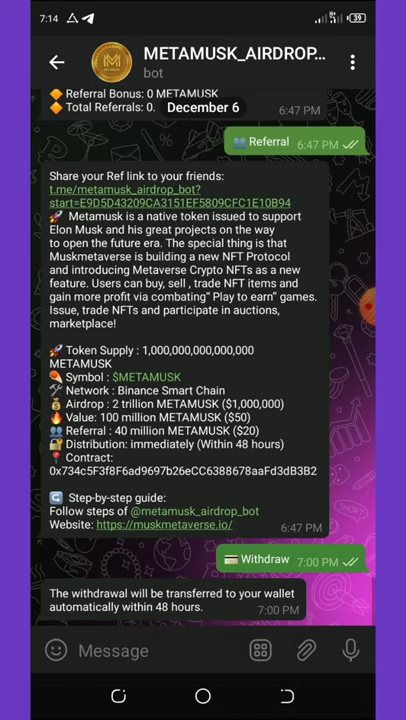 7:14
39
METAMUSK_AIRDROP...
bot
Referral Bonus: 0 METAMUSK
Total Referrals: 0.
December 6
6:47 PM
👥 Referral 6:47 PM
Share your Ref link to your friends:
t.me/metamusk_airdrop_bot?
start=E9D5D43209CA3151EF5809CFC1E10B94
🚀 Metamusk is a native token issued to support
Elon Musk and his great projects on the way
to open the future era. The special thing is that
Muskmetaverse is building a new NFT Protocol
and introducing Metaverse Crypto NFTs as a new
feature. Users can buy, sell , trade NFT items and
gain more profit via combating“ Play to earn” games.
Issue, trade NFTs and participate in auctions,
marketplace!
🚀 Token Supply : 1,000,000,000,000,000
METAMUSK
Symbol : $METAMUSK
Network : Binance Smart Chain
Airdrop : 2 trillion METAMUSK ($1,000,000)
Value: 100 million METAMUSK ($50)
Referral : 40 million METAMUSK ($20)
Distribution: immediately (Within 48 hours)
Contract:
0x734c5F3f8F6ad9697b26eCC6388678aaFd3dB3B2
Step-by-step guide:
Follow steps of @metamusk_airdrop_bot
Website: https://muskmetaverse.io/
6:47 PM
💳 Withdraw 7:00 PM
The withdrawal will be transferred to your wallet
automatically within 48 hours.
7:00 PM
Message